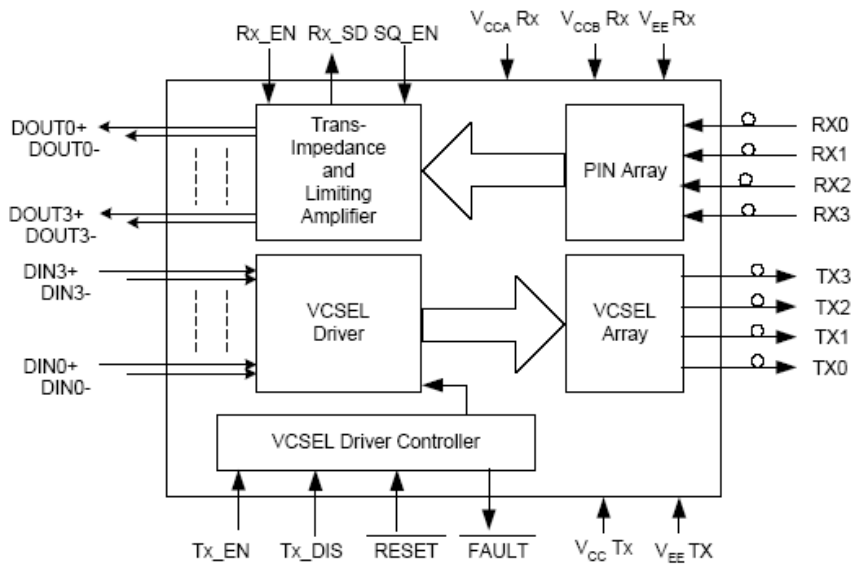 Rx_EN Rx_SD SQ_EN VCCA Rx VCCB Rx VEE Rx
DOUT0+
DOUT0-
DOUT3+
DOUT3-
Trans-
Impedance
and
Limiting
Amplifier
PIN Array
RX0
RX1
RX2
RX3
DIN3+
DIN3-
DIN0+
DIN0-
VCSEL
Driver
VCSEL
Array
TX3
TX2
TX1
TX0
VCSEL Driver Controller
Tx_EN Tx_DIS RESET FAULT VCC Tx VEE TX